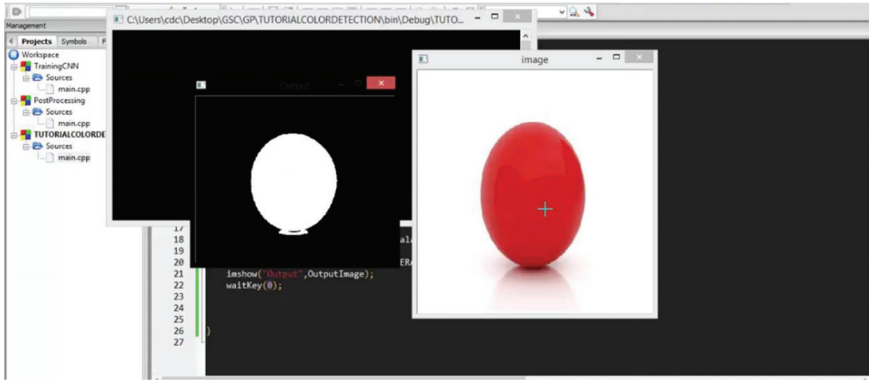 Management
C:\Users\cdc\Desktop\GSC\GP\TUTORIALCOLORDETECTION\bin\Debug\TUTO...
Projects Symbols F
Workspace
TrainingCNN
Sources
main.cpp
PostProcessing
Sources
main.cpp
TUTORIALCOLORDE
Sources
main.cpp
Output
image
17
18 ala
19
20 ERA
21 imshow("Output",OutputImage);
22 waitKey(0);
23
24
25
26 }
27